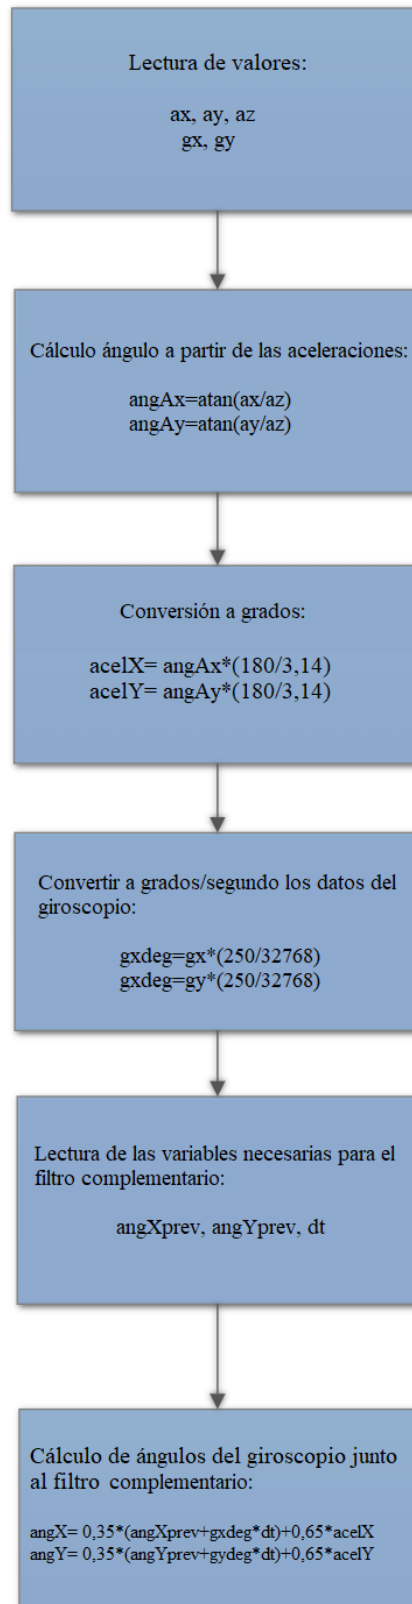 Lectura de valores:
ax, ay, az
gx, gy
Cálculo ángulo a partir de las aceleraciones:
angAx=atan(ax/az)
angAy=atan(ay/az)
Conversión a grados:
acelX= angAx*(180/3,14)
acelY= angAy*(180/3,14)
Convertir a grados/segundo los datos del
giroscopio:
gxdeg=gx*(250/32768)
gxdeg=gy*(250/32768)
Lectura de las variables necesarias para el
filtro complementario:
angXprev, angYprev, dt
Cálculo de ángulos del giroscopio junto
al filtro complementario:
angX= 0,35*(angXprev+gxdeg*dt)+0,65*acelX
angY= 0,35*(angYprev+gydeg*dt)+0,65*acelY